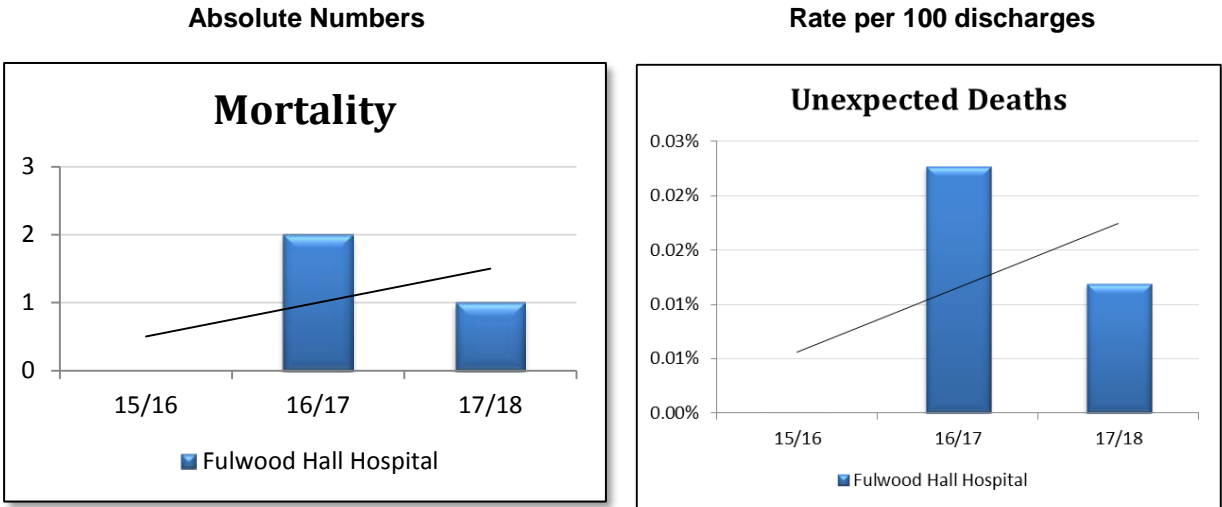 Absolute Numbers
Mortality
3
2
1
0
15/16 16/17 17/18
Fulwood Hall Hospital
Rate per 100 discharges
Unexpected Deaths
0.03%
0.02%
0.02%
0.01%
0.01%
0.00%
15/16 16/17 17/18
Fulwood Hall Hospital